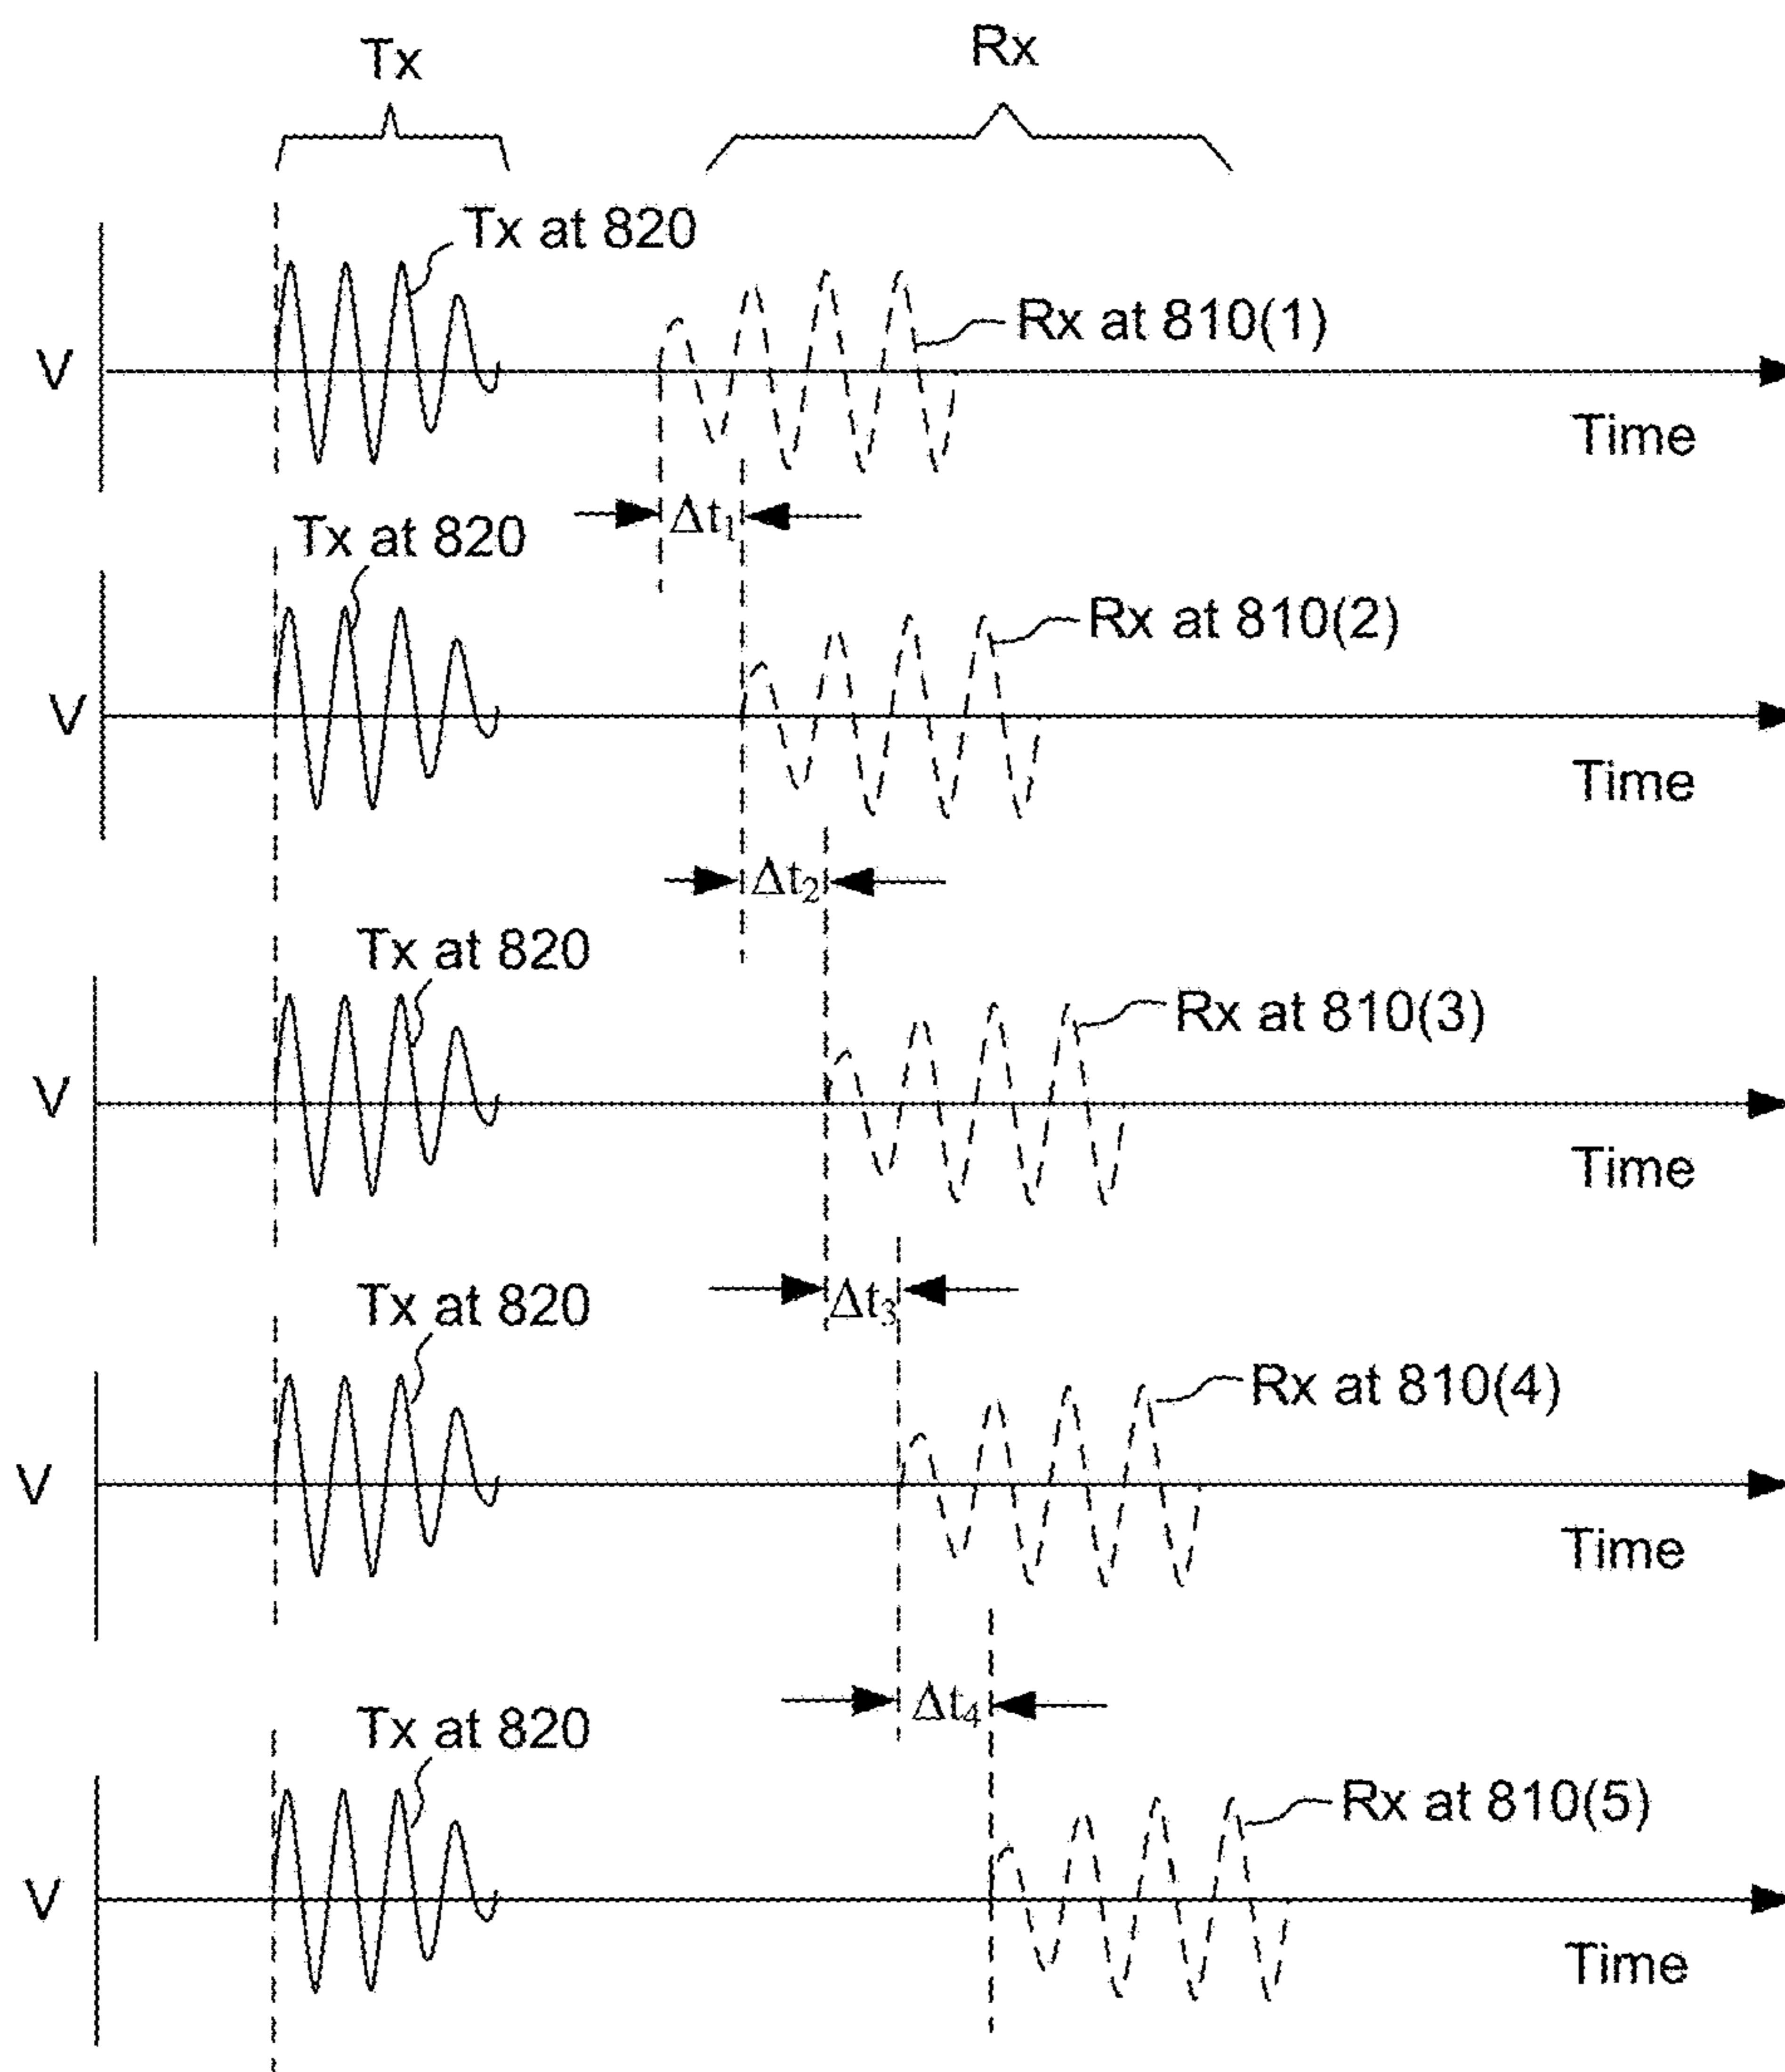 Tx
Rx
Tx at 820
Rx at 810(1)
V
Time
Δt₁
Tx at 820
Rx at 810(2)
V
Time
Δt₂
Tx at 820
Rx at 810(3)
V
Time
Δt₃
Tx at 820
Rx at 810(4)
V
Time
Δt₄
Tx at 820
Rx at 810(5)
V
Time